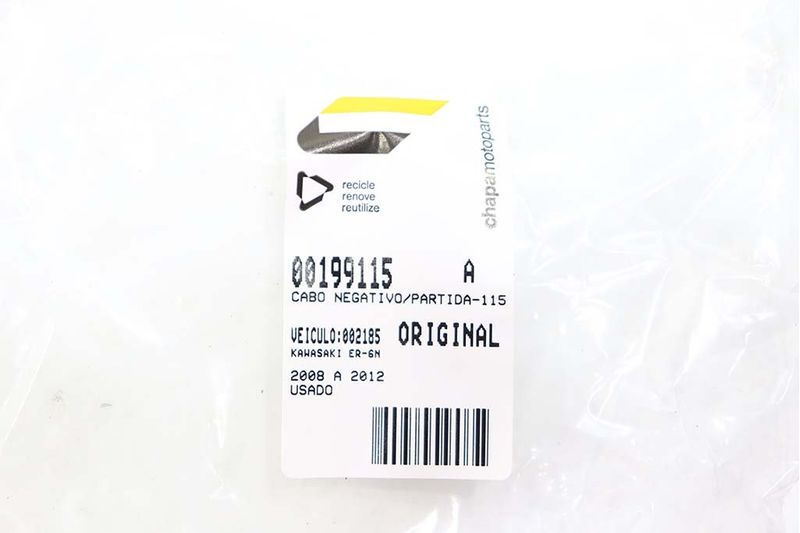 chapamotoparts
recicle
renove
reutilize
00199115 A
CABO NEGATIVO/PARTIDA-115
VEICULO:002185 ORIGINAL
KAWASAKI ER-6N
2008 A 2012
USADO